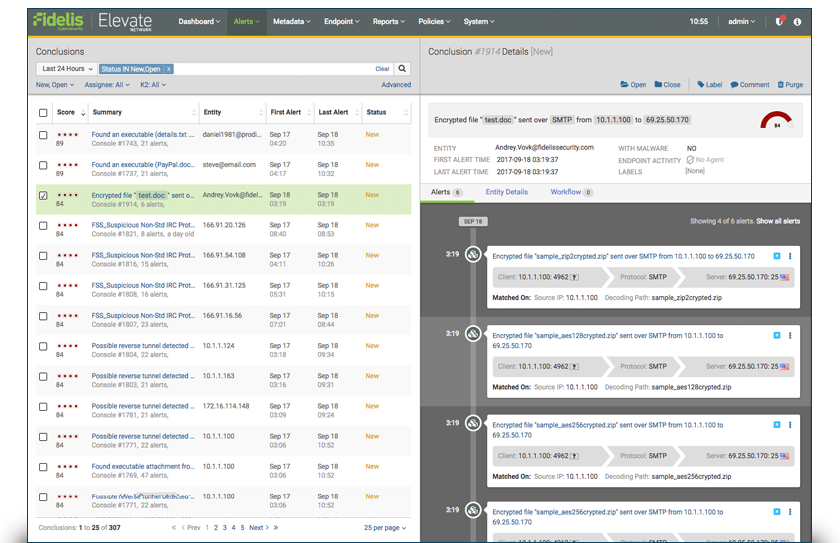 Fidelis Elevate
Cybersecurity NETWORK
Dashboard Alerts Metadata Endpoint Reports Policies System 10:55 admin
Conclusions
Last 24 Hours Status IN New,Open x Clear
New, Open Assignee: All K2: All Advanced
Score Summary Entity First Alert Last Alert Status
Found an executable (details.txt ... daniel1981@prodi... Sep 17 Sep 18 New
89 Console #1743, 21 alerts, 04:20 10:35
Found an executable (PayPal.doc... steve@email.com Sep 17 Sep 18 New
89 Console #1737, 21 alerts, 04:17 10:32
Encrypted file "test.doc" sent o... Andrey.Vovk@fidel... Sep 18 Sep 18 New
84 Console #1914, 6 alerts, 03:19 03:19
FSS_Suspicious Non-Std IRC Prot... 166.91.20.126 Sep 17 Sep 18 New
84 Console #1821, 9 alerts, a day old 08:40 08:53
FSS_Suspicious Non-Std IRC Prot... 166.91.54.108 Sep 17 Sep 18 New
84 Console #1816, 15 alerts, 04:11 10:26
FSS_Suspicious Non-Std IRC Prot... 166.91.31.125 Sep 17 Sep 18 New
84 Console #1808, 16 alerts, 05:31 10:15
FSS_Suspicious Non-Std IRC Prot... 166.91.16.56 Sep 17 Sep 18 New
84 Console #1807, 23 alerts, 07:01 08:44
Possible reverse tunnel detected ... 10.1.1.124 Sep 17 Sep 18 New
84 Console #1804, 22 alerts, 03:18 09:34
Possible reverse tunnel detected ... 10.1.1.163 Sep 17 Sep 18 New
84 Console #1803, 21 alerts, 03:16 09:31
Possible reverse tunnel detected ... 172.16.114.148 Sep 17 Sep 18 New
84 Console #1781, 21 alerts, 03:09 09:24
Possible reverse tunnel detected ... 10.1.1.100 Sep 17 Sep 18 New
84 Console #1771, 22 alerts, 03:06 10:52
Found executable attachment fro... 10.1.1.100 Sep 17 Sep 18 New
84 Console #1769, 47 alerts, 03:06 10:52
10.1.1.100 Sep 17 Sep 18 New
84 Console #1771, 22 alerts, 03:06 10:52
Conclusions: 1 to 25 of 307 « < Prev 1 2 3 4 5 Next > » 25 per page
Conclusion #1914 Details [New]
Open Close Label Comment Purge
Encrypted file "test.doc" sent over SMTP from 10.1.1.100 to 69.25.50.170 84
ENTITY Andrey.Vovk@fidelissecurity.com WITH MALWARE NO
FIRST ALERT TIME 2017-09-18 03:19:37 ENDPOINT ACTIVITY No Agent
LAST ALERT TIME 2017-09-18 03:19:37 LABELS [None]
Alerts 6 Entity Details Workflow 0
SEP 18 Showing 4 of 6 alerts. Show all alerts
3:19 Encrypted file "sample_zip2crypted.zip" sent over SMTP from 10.1.1.100 to 69.25.50.170
Client: 10.1.1.100: 4962 Protocol: SMTP Server: 69.25.50.170: 25
Matched On: Source IP: 10.1.1.100 Decoding Path: sample_zip2crypted.zip
3:19 Encrypted file "sample_aes128crypted.zip" sent over SMTP from 10.1.1.100 to
69.25.50.170
Client: 10.1.1.100: 4962 Protocol: SMTP Server: 69.25.50.170: 25
Matched On: Source IP: 10.1.1.100 Decoding Path: sample_aes128crypted.zip
3:19 Encrypted file "sample_aes256crypted.zip" sent over SMTP from 10.1.1.100 to
69.25.50.170
Client: 10.1.1.100: 4962 Protocol: SMTP Server: 69.25.50.170: 25
Matched On: Source IP: 10.1.1.100 Decoding Path: sample_aes256crypted.zip
3:19 Encrypted file "sample_aes256crypted.zip" sent over SMTP from 10.1.1.100 to
69.25.50.170
Client: 10.1.1.100: 4962 Protocol: SMTP Server: 69.25.50.170: 25